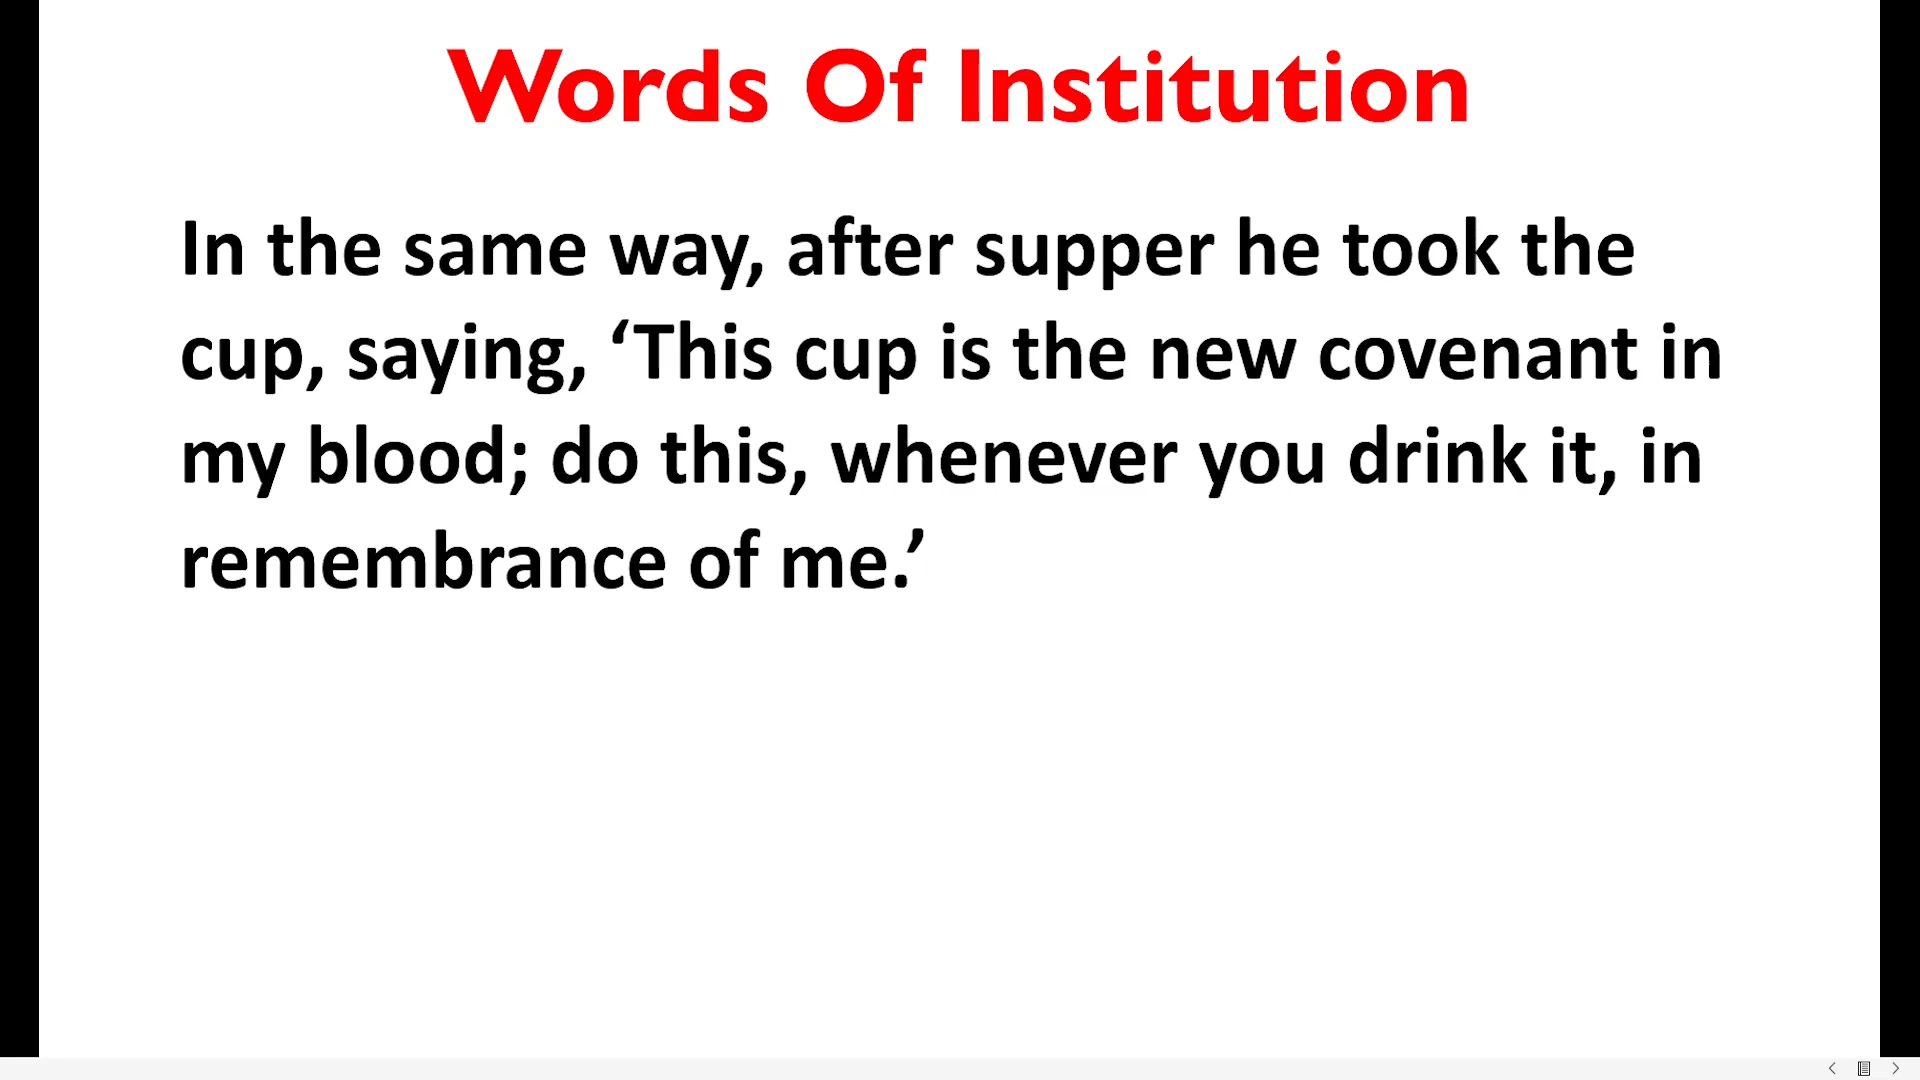 Words Of Institution
In the same way, after supper he took the
cup, saying, ‘This cup is the new covenant in
my blood; do this, whenever you drink it, in
remembrance of me.’